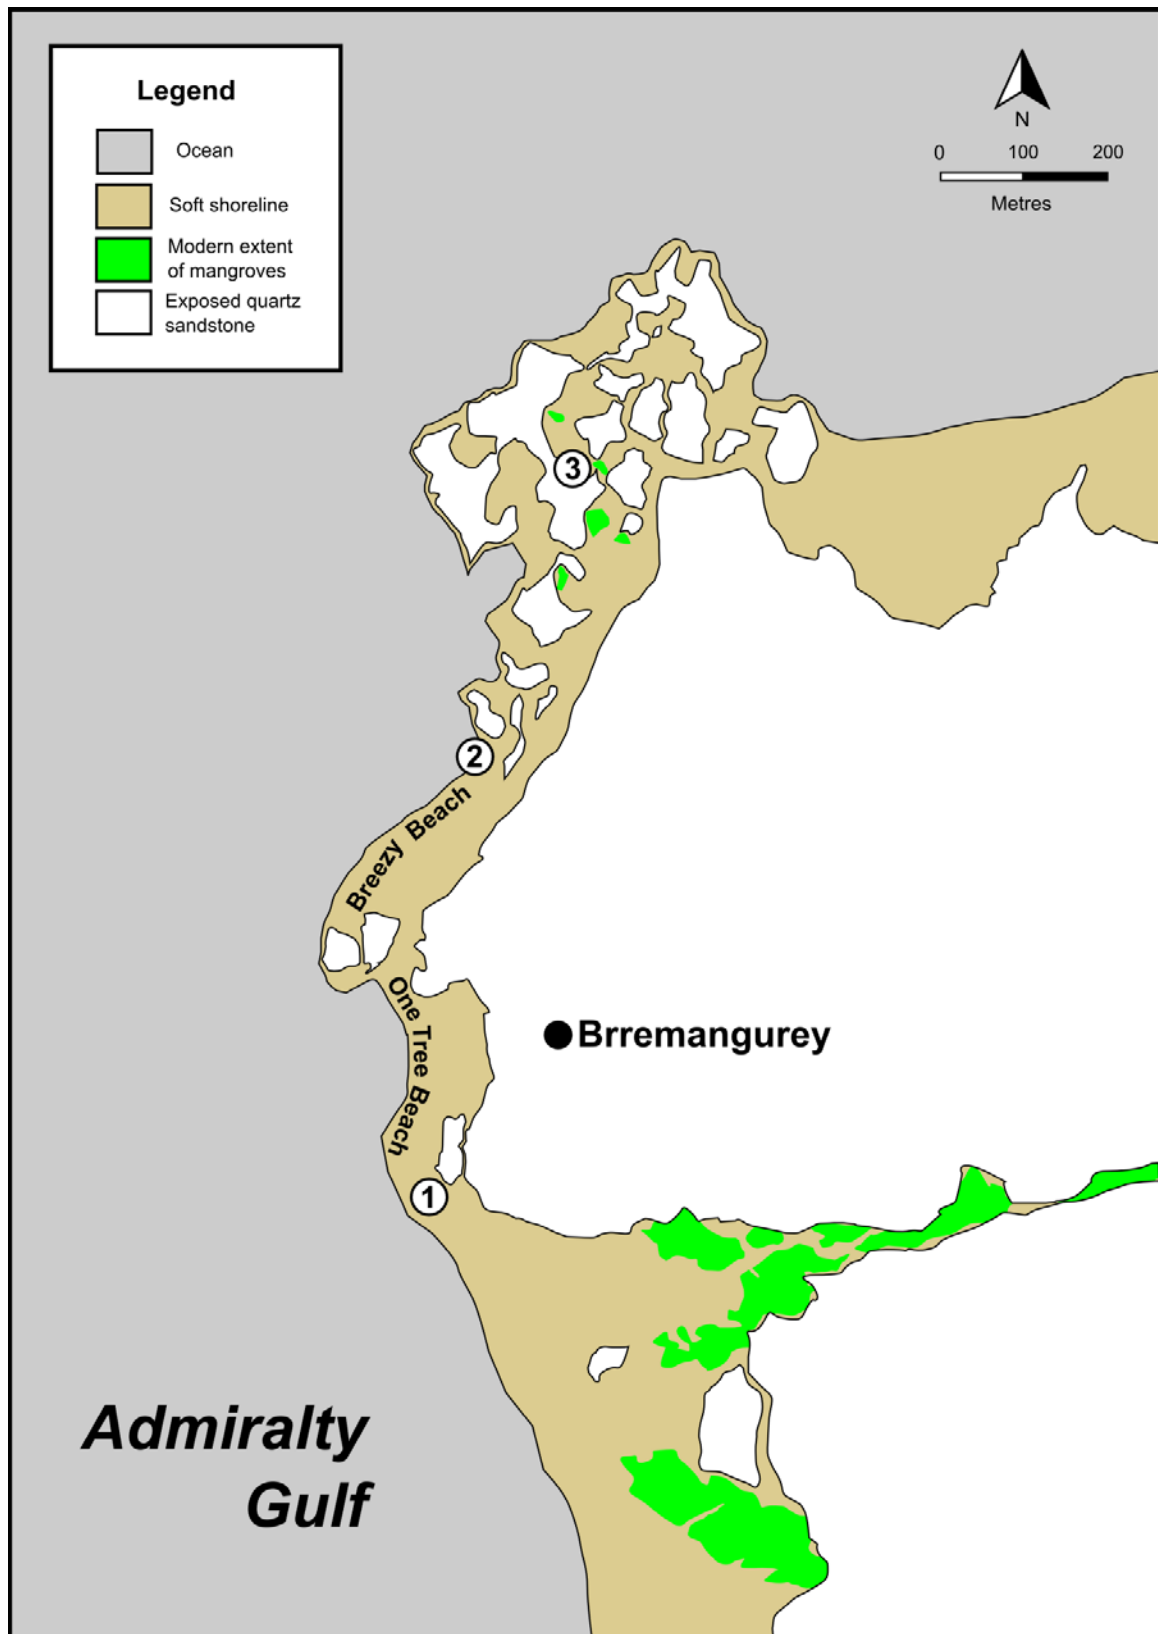 Legend
Ocean
Soft shoreline
Modern extent
of mangroves
Exposed quartz
sandstone
N
0 100 200
Metres
3
2
Breezy Beach
One Tree Beach
Brremangurey
1
Admiralty
Gulf